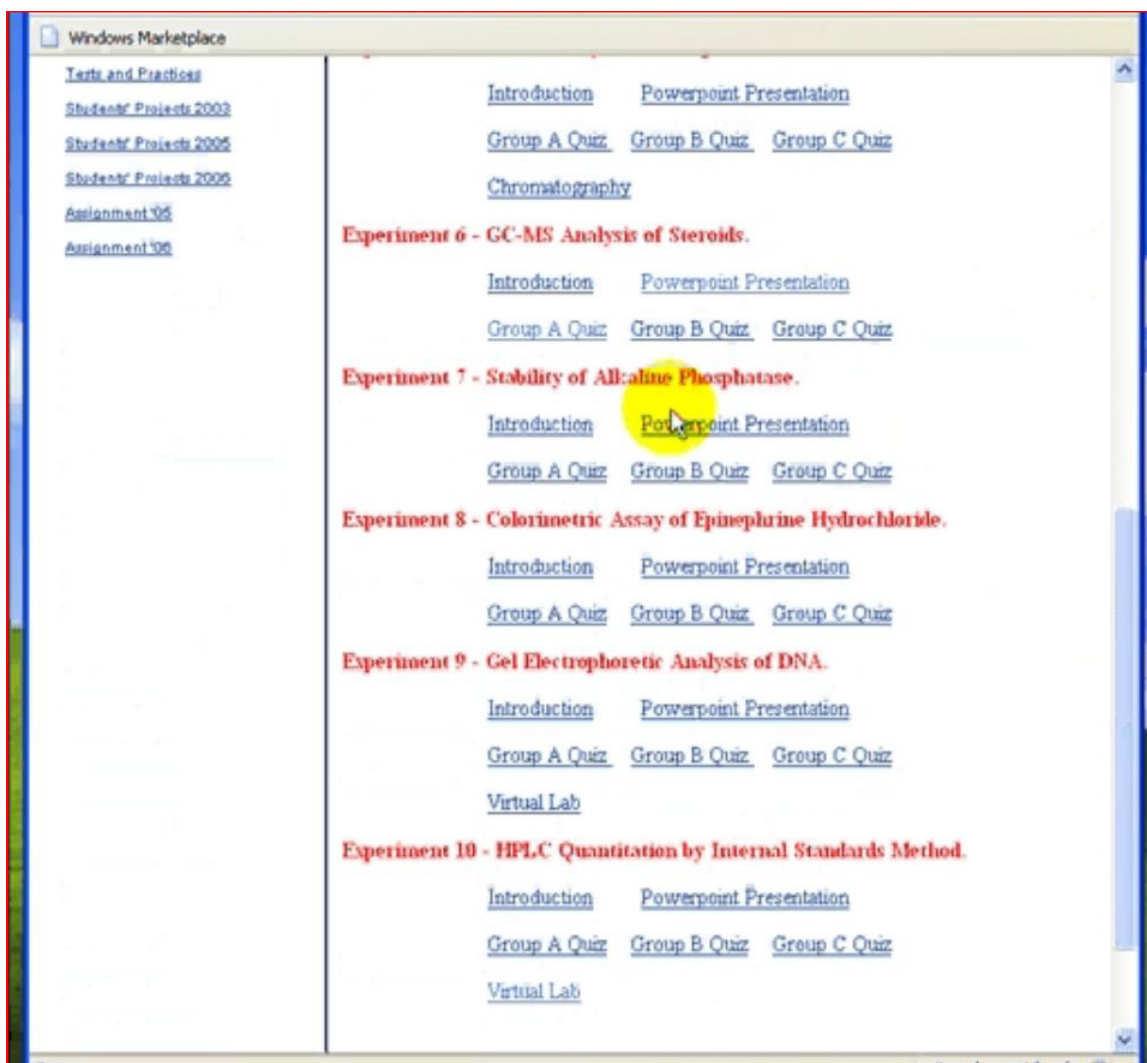 Windows Marketplace
Tests and Practices
Students' Projects 2003
Students' Projects 2005
Students' Projects 2006
Assignment '05
Assignment '06
Introduction Powerpoint Presentation
Group A Quiz Group B Quiz Group C Quiz
Chromatography
Experiment 6 - GC-MS Analysis of Steroids.
Introduction Powerpoint Presentation
Group A Quiz Group B Quiz Group C Quiz
Experiment 7 - Stability of Alkaline Phosphatase.
Introduction Powerpoint Presentation
Group A Quiz Group B Quiz Group C Quiz
Experiment 8 - Colorimetric Assay of Epinephrine Hydrochloride.
Introduction Powerpoint Presentation
Group A Quiz Group B Quiz Group C Quiz
Experiment 9 - Gel Electrophoretic Analysis of DNA.
Introduction Powerpoint Presentation
Group A Quiz Group B Quiz Group C Quiz
Virtual Lab
Experiment 10 - HPLC Quantitation by Internal Standards Method.
Introduction Powerpoint Presentation
Group A Quiz Group B Quiz Group C Quiz
Virtual Lab